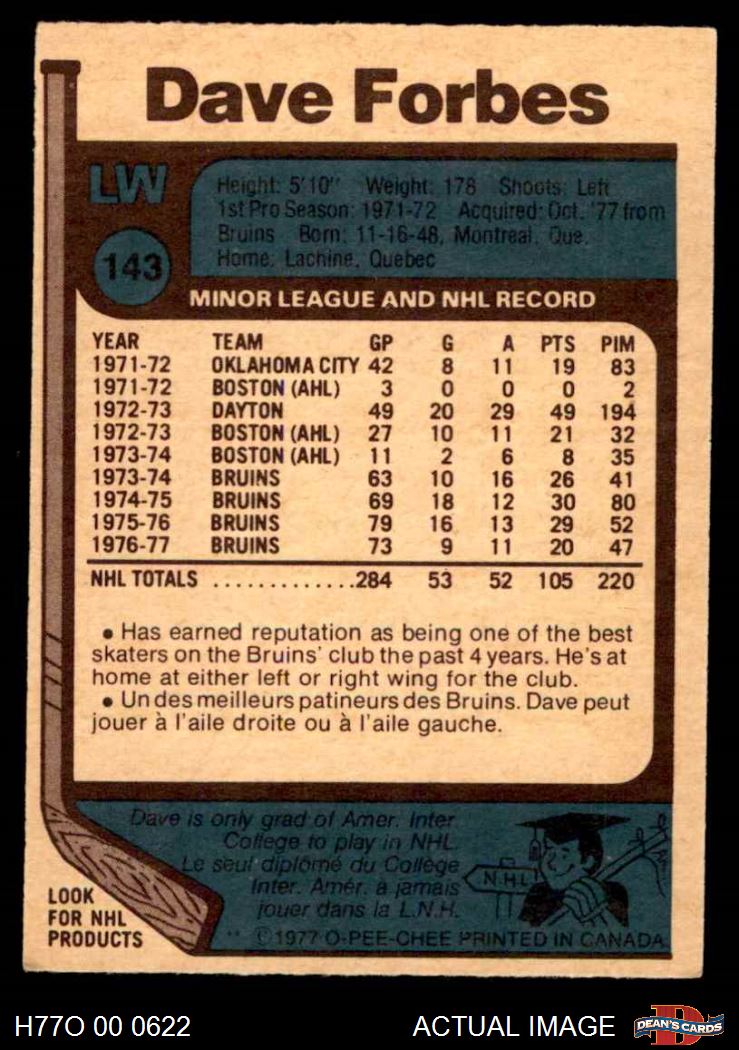 Dave Forbes
LW
143
Height: 5'10" Weight: 178 Shoots: Left
1st Pro Season: 1971-72 Acquired: Oct. '77 from
Bruins Born: 11-16-48, Montreal, Que.
Home: Lachine, Quebec
MINOR LEAGUE AND NHL RECORD
YEAR TEAM GP G A PTS PIM
1971-72 OKLAHOMA CITY 42 8 11 19 83
1971-72 BOSTON (AHL) 3 0 0 0 2
1972-73 DAYTON 49 20 29 49 194
1972-73 BOSTON (AHL) 27 10 11 21 32
1973-74 BOSTON (AHL) 11 2 6 8 35
1973-74 BRUINS 63 10 16 26 41
1974-75 BRUINS 69 18 12 30 80
1975-76 BRUINS 79 16 13 29 52
1976-77 BRUINS 73 9 11 20 47
NHL TOTALS .............284 53 52 105 220
• Has earned reputation as being one of the best
skaters on the Bruins' club the past 4 years. He's at
home at either left or right wing for the club.
• Un des meilleurs patineurs des Bruins. Dave peut
jouer à l'aile droite ou à l'aile gauche.
Dave is only grad of Amer. Inter.
College to play in NHL.
Le seul diplômé du Collège
Inter. Amér. à jamais
jouer dans la L.N.H.
N.H.L.
LOOK
FOR NHL
PRODUCTS
** © 1977 O-PEE-CHEE PRINTED IN CANADA
H77O 00 0622
ACTUAL IMAGE
D
DEAN'S CARDS